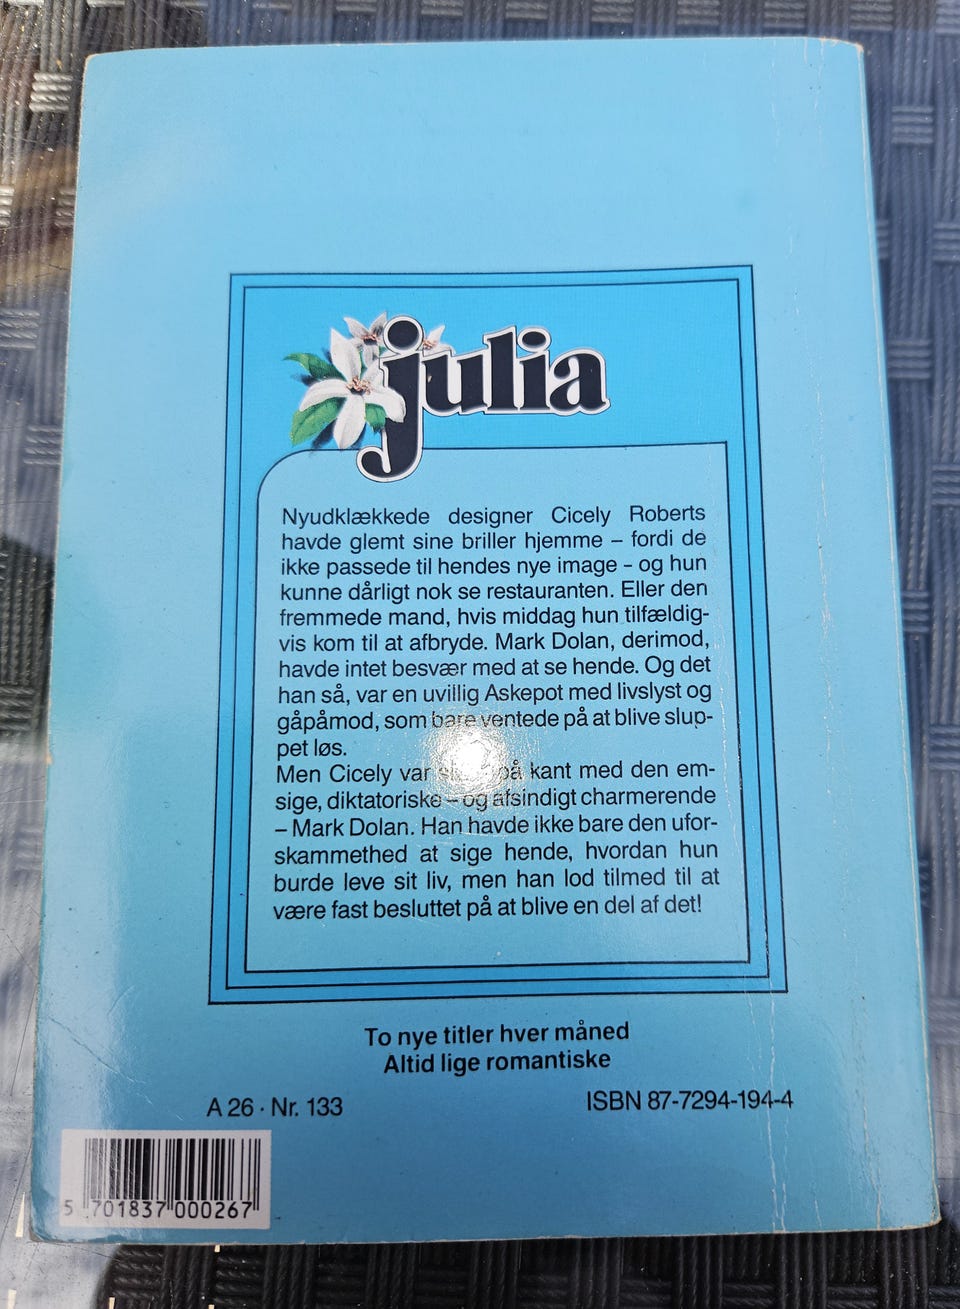 julia
Nyudklækkede designer Cicely Roberts
havde glemt sine briller hjemme – fordi de
ikke passede til hendes nye image - og hun
kunne dårligt nok se restauranten. Eller den
fremmede mand, hvis middag hun tilfældig-
vis kom til at afbryde. Mark Dolan, derimod,
havde intet besvær med at se hende. Og det
han så, var en uvillig Askepot med livslyst og
gåpåmod, som bare ventede på at blive slup-
pet løs.
Men Cicely var på kant med den em-
sige, diktatoriske – og afsindigt charmerende
– Mark Dolan. Han havde ikke bare den ufor-
skammethed at sige hende, hvordan hun
burde leve sit liv, men han lod tilmed til at
være fast besluttet på at blive en del af det!
To nye titler hver måned
Altid lige romantiske
A 26 · Nr. 133
ISBN 87-7294-194-4
5 701837 000267